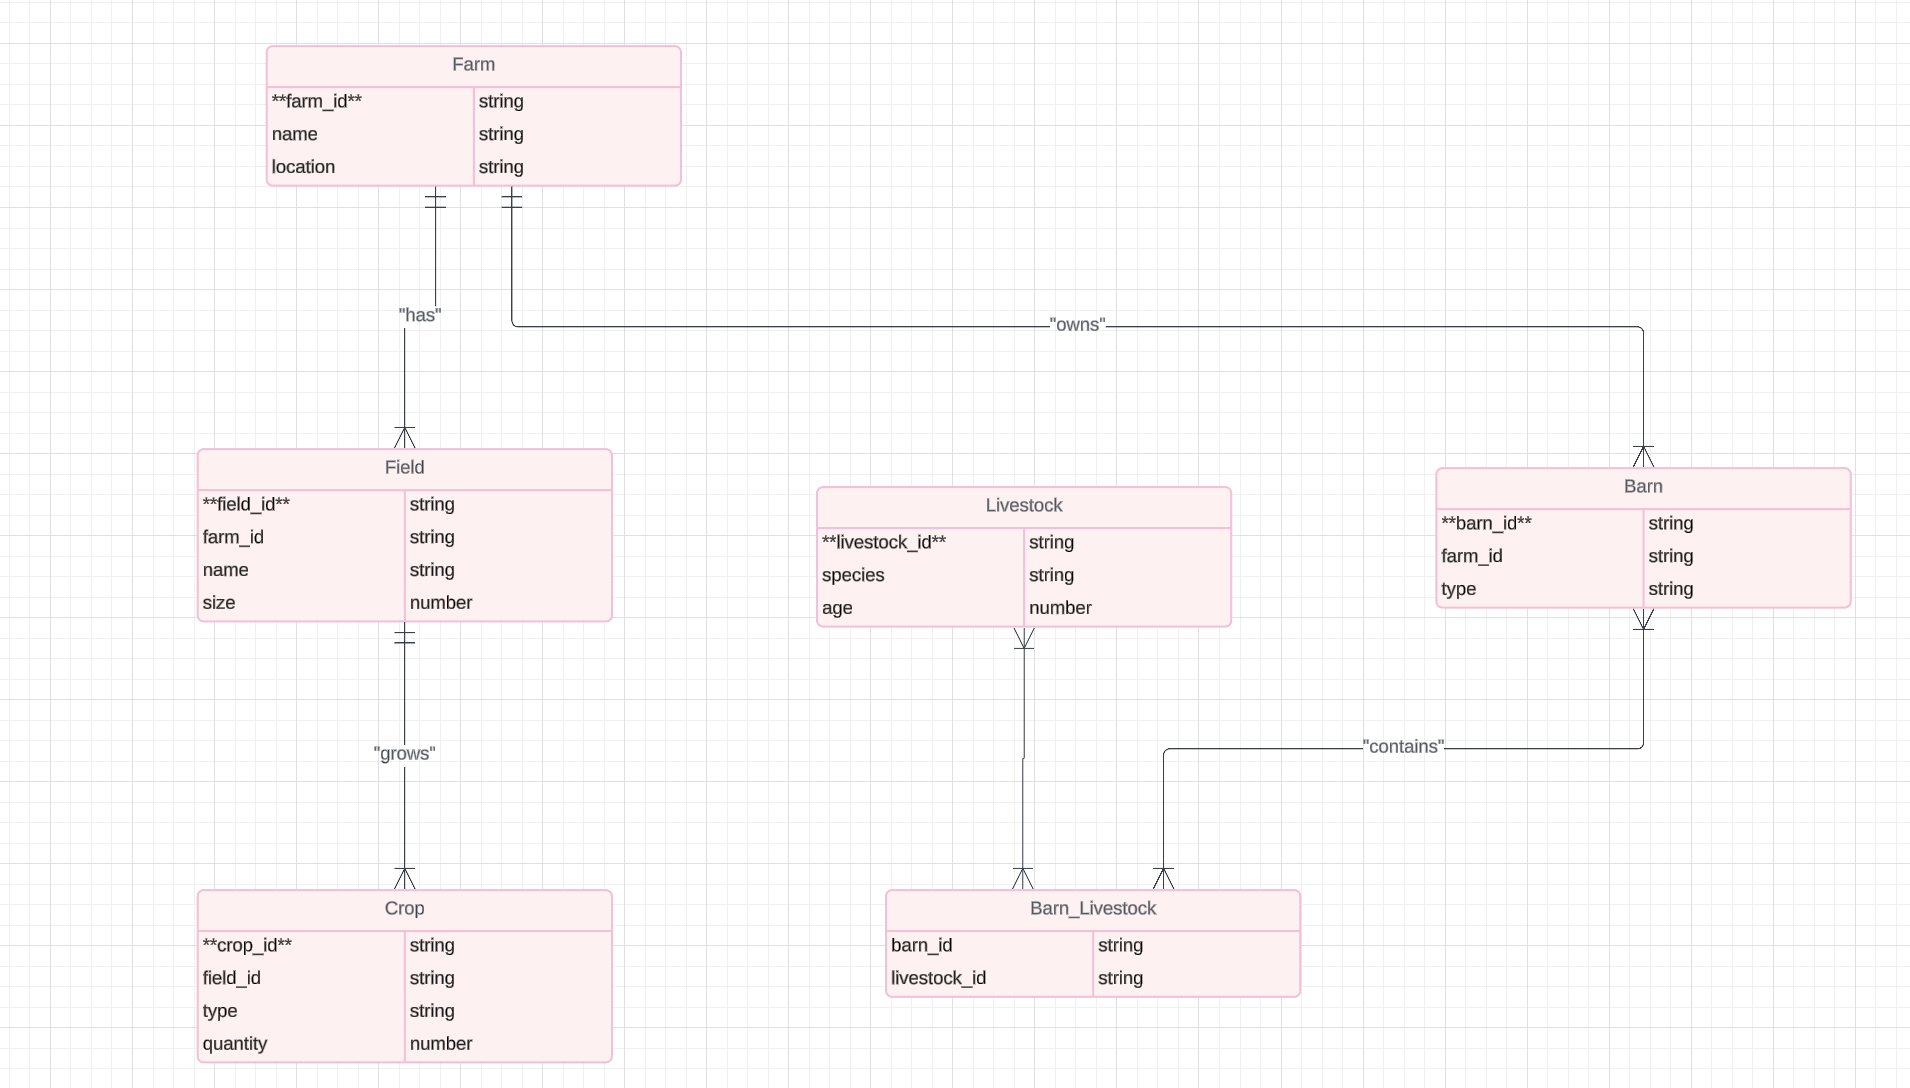 Farm
**farm_id** string
name string
location string
"has"
"owns"
Field
**field_id** string
farm_id string
name string
size number
Livestock
**livestock_id** string
species string
age number
Barn
**barn_id** string
farm_id string
type string
"grows"
"contains"
Crop
**crop_id** string
field_id string
type string
quantity number
Barn_Livestock
barn_id string
livestock_id string